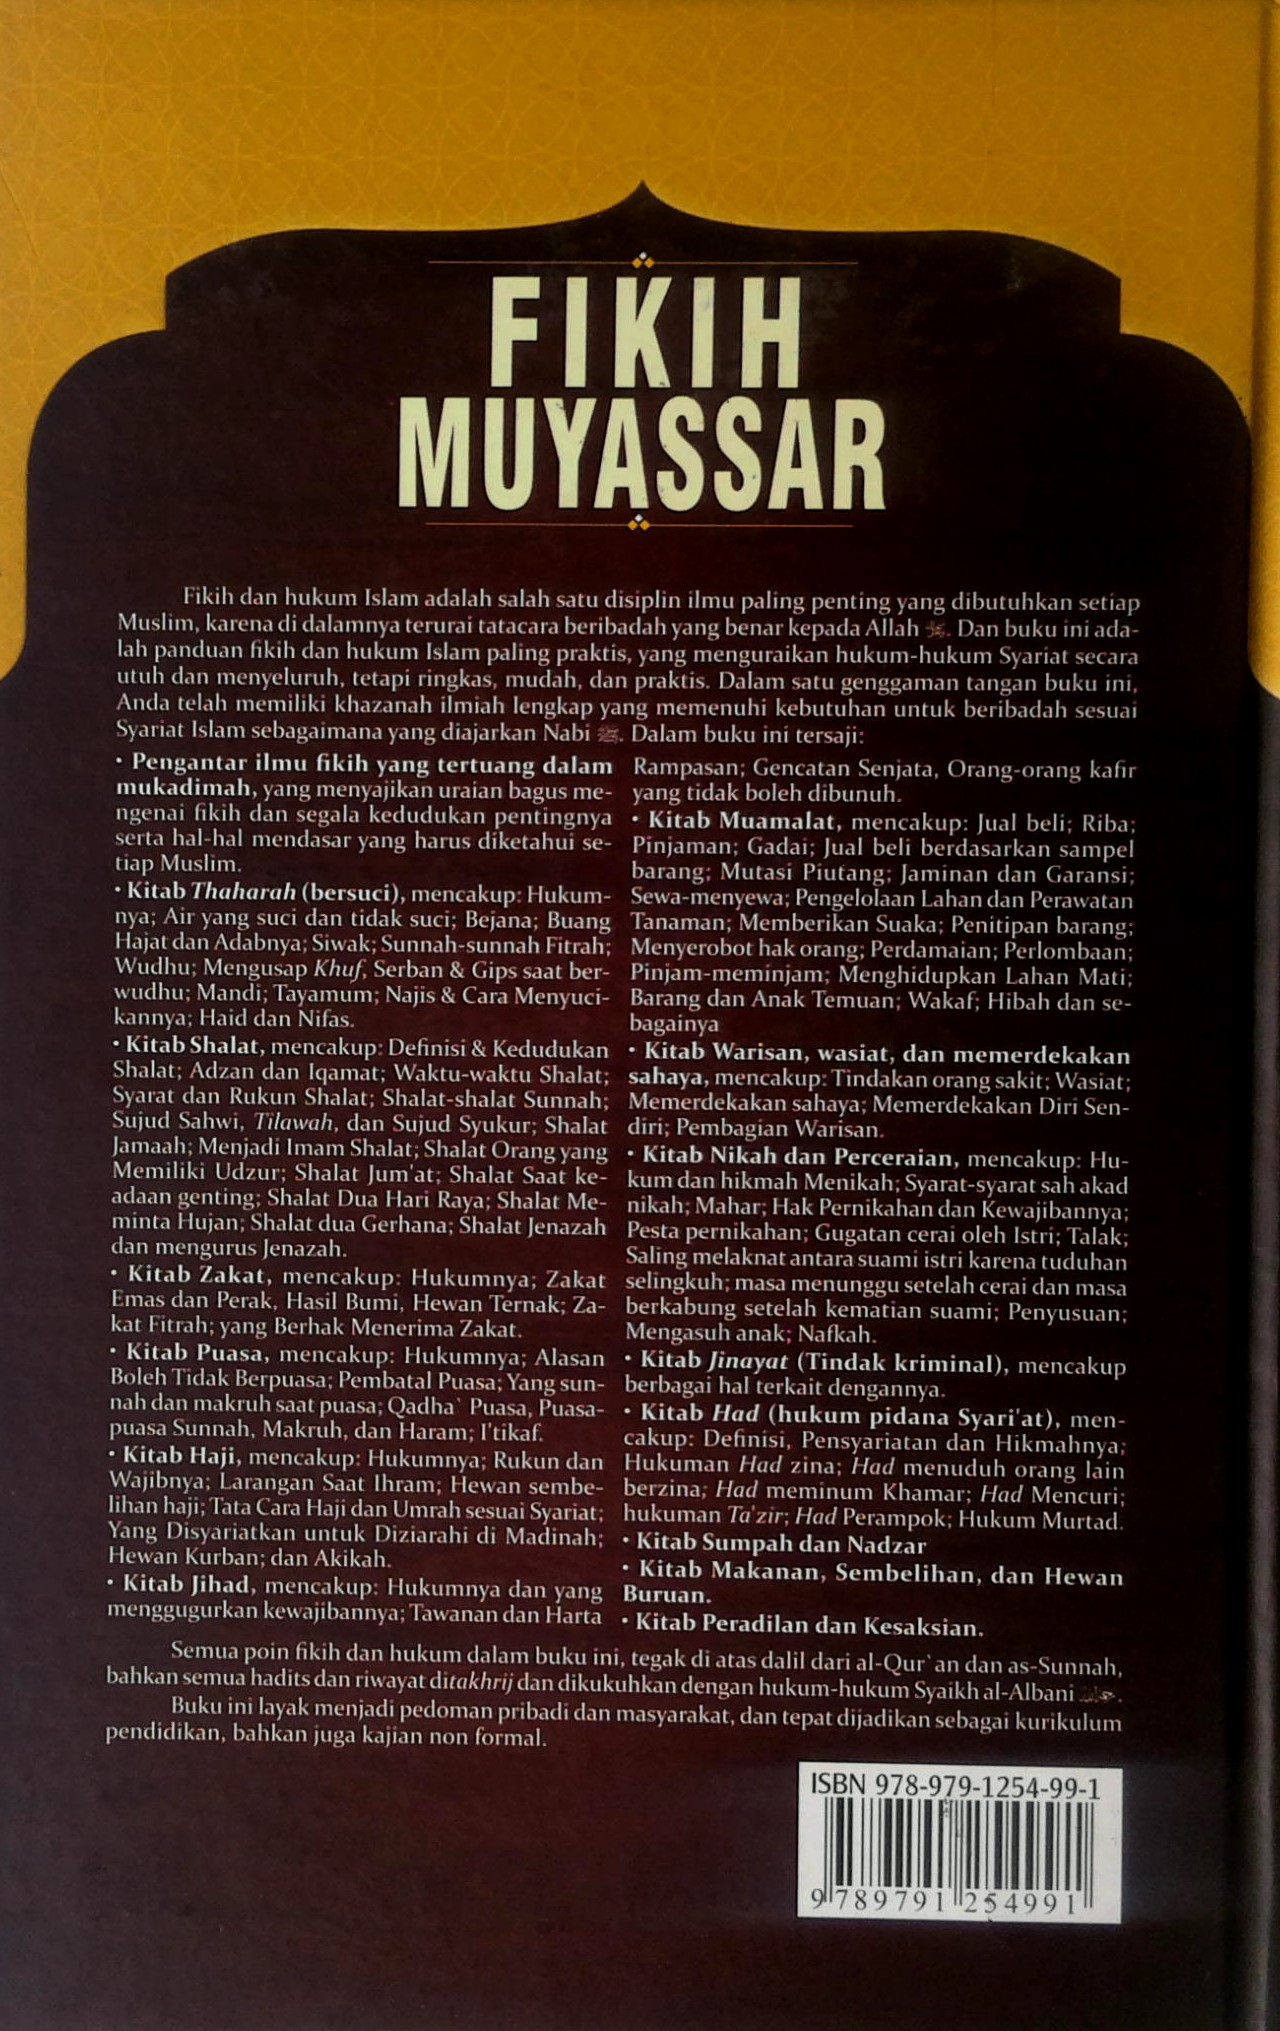 FIKIH
MUYASSAR
Fikih dan hukum Islam adalah salah satu disiplin ilmu paling penting yang dibutuhkan setiap
Muslim, karena di dalamnya terurai tatacara beribadah yang benar kepada Allah ﷻ. Dan buku ini ada-
lah panduan fikih dan hukum Islam paling praktis, yang menguraikan hukum-hukum Syariat secara
utuh dan menyeluruh, tetapi ringkas, mudah, dan praktis. Dalam satu genggaman tangan buku ini,
Anda telah memiliki khazanah ilmiah lengkap yang memenuhi kebutuhan untuk beribadah sesuai
Syariat Islam sebagaimana yang diajarkan Nabi ﷺ. Dalam buku ini tersaji:
• Pengantar ilmu fikih yang tertuang dalam
mukadimah, yang menyajikan uraian bagus me-
ngenai fikih dan segala kedudukan pentingnya
serta hal-hal mendasar yang harus diketahui se-
tiap Muslim.
• Kitab Thaharah (bersuci), mencakup: Hukum-
nya; Air yang suci dan tidak suci; Bejana; Buang
Hajat dan Adabnya; Siwak; Sunnah-sunnah Fitrah;
Wudhu; Mengusap Khuf, Serban & Gips saat ber-
wudhu; Mandi; Tayamum; Najis & Cara Menyuci-
kannya; Haid dan Nifas.
• Kitab Shalat, mencakup: Definisi & Kedudukan
Shalat; Adzan dan Iqamat; Waktu-waktu Shalat;
Syarat dan Rukun Shalat; Shalat-shalat Sunnah;
Sujud Sahwi, Tilawah, dan Sujud Syukur; Shalat
Jamaah; Menjadi Imam Shalat; Shalat Orang yang
Memiliki Udzur; Shalat Jum'at; Shalat Saat ke-
adaan genting; Shalat Dua Hari Raya; Shalat Me-
minta Hujan; Shalat dua Gerhana; Shalat Jenazah
dan mengurus Jenazah.
• Kitab Zakat, mencakup: Hukumnya; Zakat
Emas dan Perak, Hasil Bumi, Hewan Ternak; Za-
kat Fitrah; yang Berhak Menerima Zakat.
• Kitab Puasa, mencakup: Hukumnya; Alasan
Boleh Tidak Berpuasa; Pembatal Puasa; Yang sun-
nah dan makruh saat puasa; Qadha` Puasa, Puasa-
puasa Sunnah, Makruh, dan Haram; I'tikaf.
• Kitab Haji, mencakup: Hukumnya; Rukun dan
Wajibnya; Larangan Saat Ihram; Hewan sembe-
lihan haji; Tata Cara Haji dan Umrah sesuai Syariat;
Yang Disyariatkan untuk Diziarahi di Madinah;
Hewan Kurban; dan Akikah.
• Kitab Jihad, mencakup: Hukumnya dan yang
menggugurkan kewajibannya; Tawanan dan Harta
Rampasan; Gencatan Senjata, Orang-orang kafir
yang tidak boleh dibunuh.
• Kitab Muamalat, mencakup: Jual beli; Riba;
Pinjaman; Gadai; Jual beli berdasarkan sampel
barang; Mutasi Piutang; Jaminan dan Garansi;
Sewa-menyewa; Pengelolaan Lahan dan Perawatan
Tanaman; Memberikan Suaka; Penitipan barang;
Menyerobot hak orang; Perdamaian; Perlombaan;
Pinjam-meminjam; Menghidupkan Lahan Mati;
Barang dan Anak Temuan; Wakaf; Hibah dan se-
bagainya
• Kitab Warisan, wasiat, dan memerdekakan
sahaya, mencakup: Tindakan orang sakit; Wasiat;
Memerdekakan sahaya; Memerdekakan Diri Sen-
diri; Pembagian Warisan.
• Kitab Nikah dan Perceraian, mencakup: Hu-
kum dan hikmah Menikah; Syarat-syarat sah akad
nikah; Mahar; Hak Pernikahan dan Kewajibannya;
Pesta pernikahan; Gugatan cerai oleh Istri; Talak;
Saling melaknat antara suami istri karena tuduhan
selingkuh; masa menunggu setelah cerai dan masa
berkabung setelah kematian suami; Penyusuan;
Mengasuh anak; Nafkah.
• Kitab Jinayat (Tindak kriminal), mencakup
berbagai hal terkait dengannya.
• Kitab Had (hukum pidana Syari'at), men-
cakup: Definisi, Pensyariatan dan Hikmahnya;
Hukuman Had zina; Had menuduh orang lain
berzina; Had meminum Khamar; Had Mencuri;
hukuman Ta'zir; Had Perampok; Hukum Murtad.
• Kitab Sumpah dan Nadzar
• Kitab Makanan, Sembelihan, dan Hewan
Buruan.
• Kitab Peradilan dan Kesaksian.
Semua poin fikih dan hukum dalam buku ini, tegak di atas dalil dari al-Qur`an dan as-Sunnah,
bahkan semua hadits dan riwayat ditakhrij dan dikukuhkan dengan hukum-hukum Syaikh al-Albani .
Buku ini layak menjadi pedoman pribadi dan masyarakat, dan tepat dijadikan sebagai kurikulum
pendidikan, bahkan juga kajian non formal.
ISBN 978-979-1254-99-1
9 789791 254991